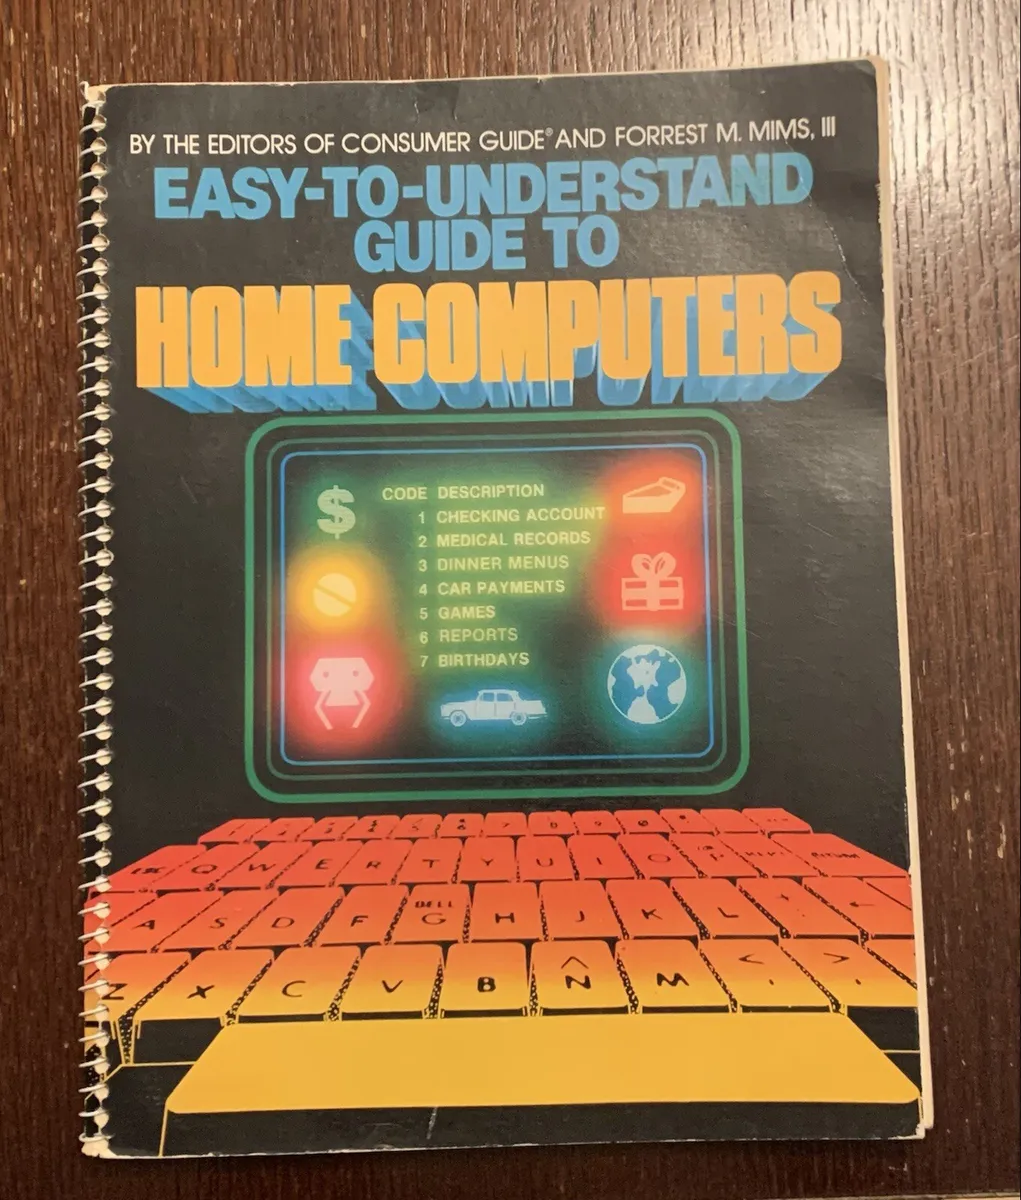 BY THE EDITORS OF CONSUMER GUIDE® AND FORREST M. MIMS, III
EASY-TO-UNDERSTAND
GUIDE TO
HOME COMPUTERS
CODE DESCRIPTION
1 CHECKING ACCOUNT
2 MEDICAL RECORDS
3 DINNER MENUS
4 CAR PAYMENTS
5 GAMES
6 REPORTS
7 BIRTHDAYS
$
Q W E R T Y U I O P
A S D F BELL G H J K L
Z X C V B N M < >